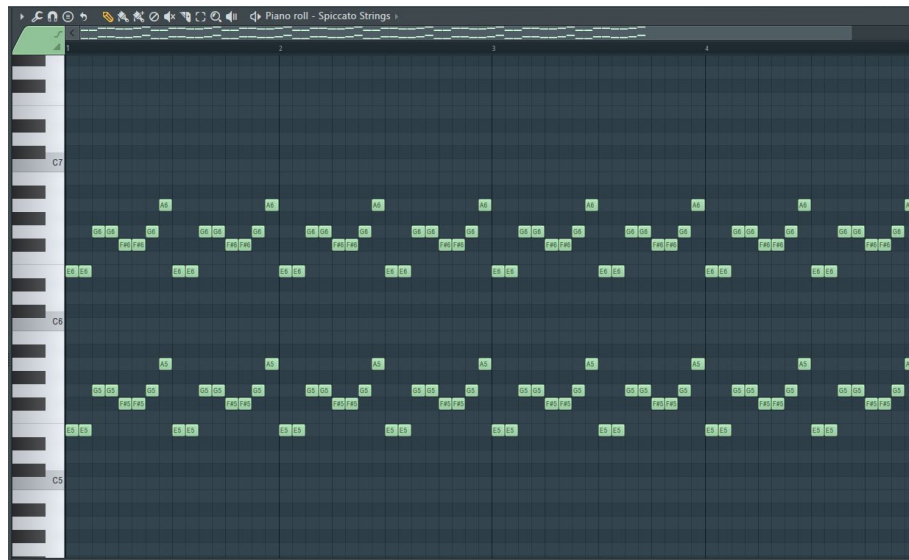 Piano roll - Spiccato Strings
1 2 3 4
C7
A6 A6 A6 A6 A6 A6 A6
G6 G6 G6 G6 G6 G6 G6 G6 G6 G6 G6 G6 G6 G6 G6 G6 G6 G6 G6 G6 G6 G6 G6 G6
F#6 F#6 F#6 F#6 F#6 F#6 F#6 F#6 F#6 F#6 F#6 F#6 F#6 F#6 F#6 F#6
E6 E6 E6 E6 E6 E6 E6 E6 E6 E6 E6 E6 E6 E6 E6 E6
C6
A5 A5 A5 A5 A5 A5 A5
G5 G5 G5 G5 G5 G5 G5 G5 G5 G5 G5 G5 G5 G5 G5 G5 G5 G5 G5 G5 G5 G5 G5 G5
F#5 F#5 F#5 F#5 F#5 F#5 F#5 F#5 F#5 F#5 F#5 F#5 F#5 F#5 F#5 F#5
E5 E5 E5 E5 E5 E5 E5 E5 E5 E5 E5 E5 E5 E5 E5 E5
C5